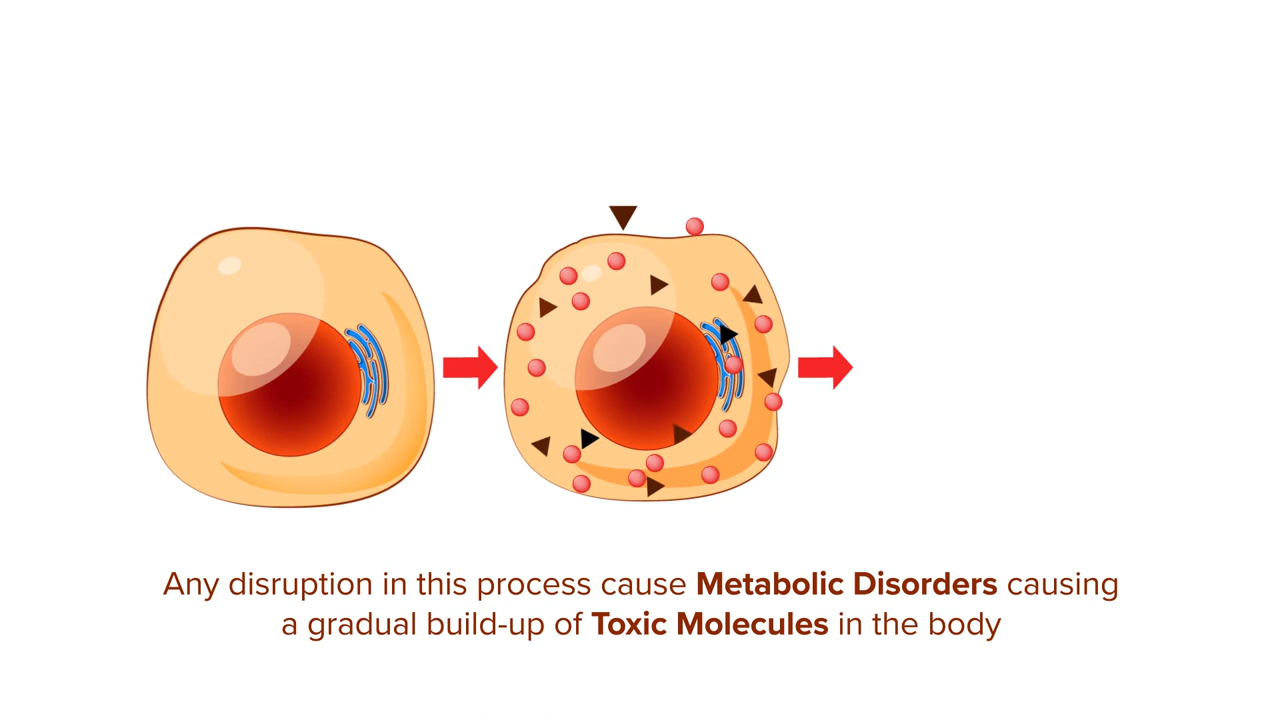 Any disruption in this process cause Metabolic Disorders causing
a gradual build-up of Toxic Molecules in the body